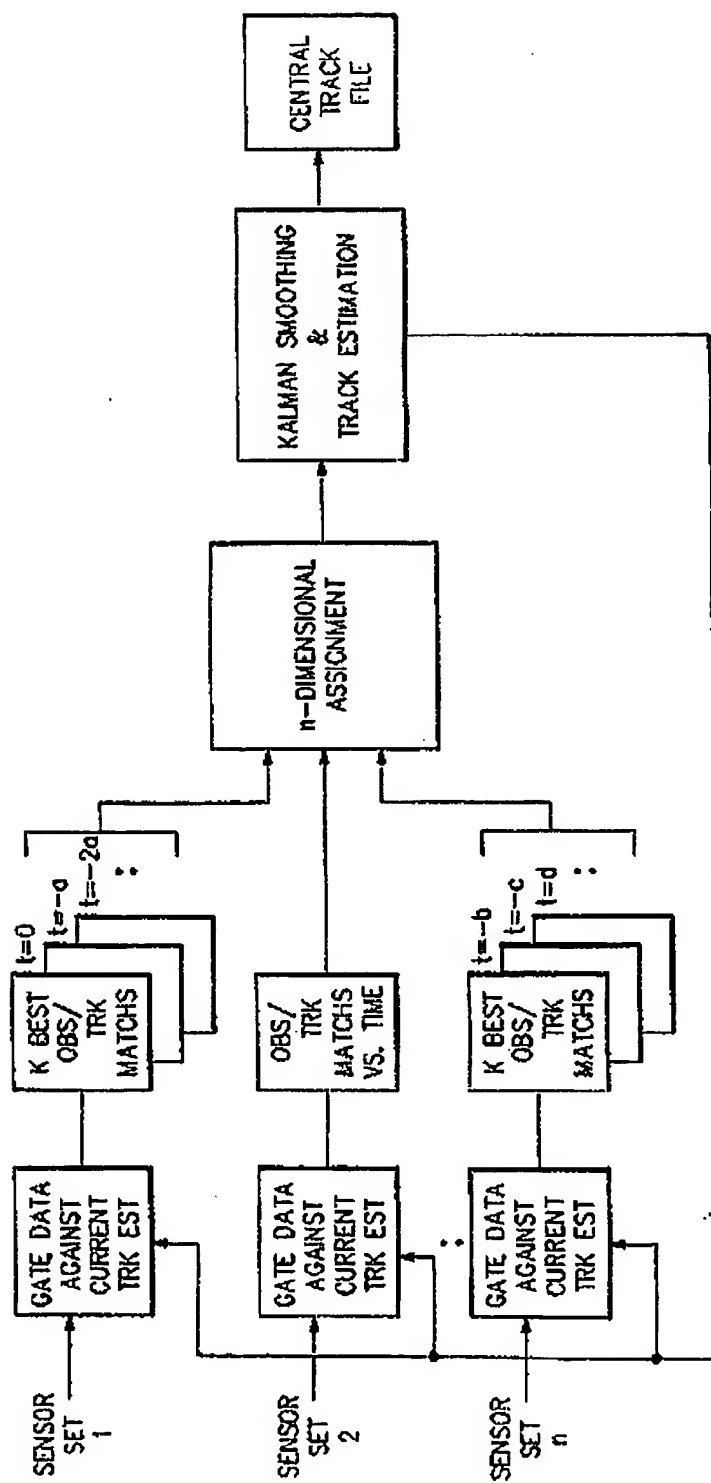 SENSOR
SET
1
GATE DATA
AGAINST
CURRENT
TRK EST
K BEST
OBS/
TRK
MATCHS
t=0
t=-a
t=-2a
:
SENSOR
SET
2
GATE DATA
AGAINST
CURRENT
TRK EST
OBS/
TRK
MATCHS
VS. TIME
:
SENSOR
SET
n
GATE DATA
AGAINST
CURRENT
TRK EST
K BEST
OBS/
TRK
MATCHS
t=-b
t=-c
t=d
:
n-DIMENSIONAL
ASSIGNMENT
KALMAN SMOOTHING
&
TRACK ESTIMATION
CENTRAL
TRACK
FILE